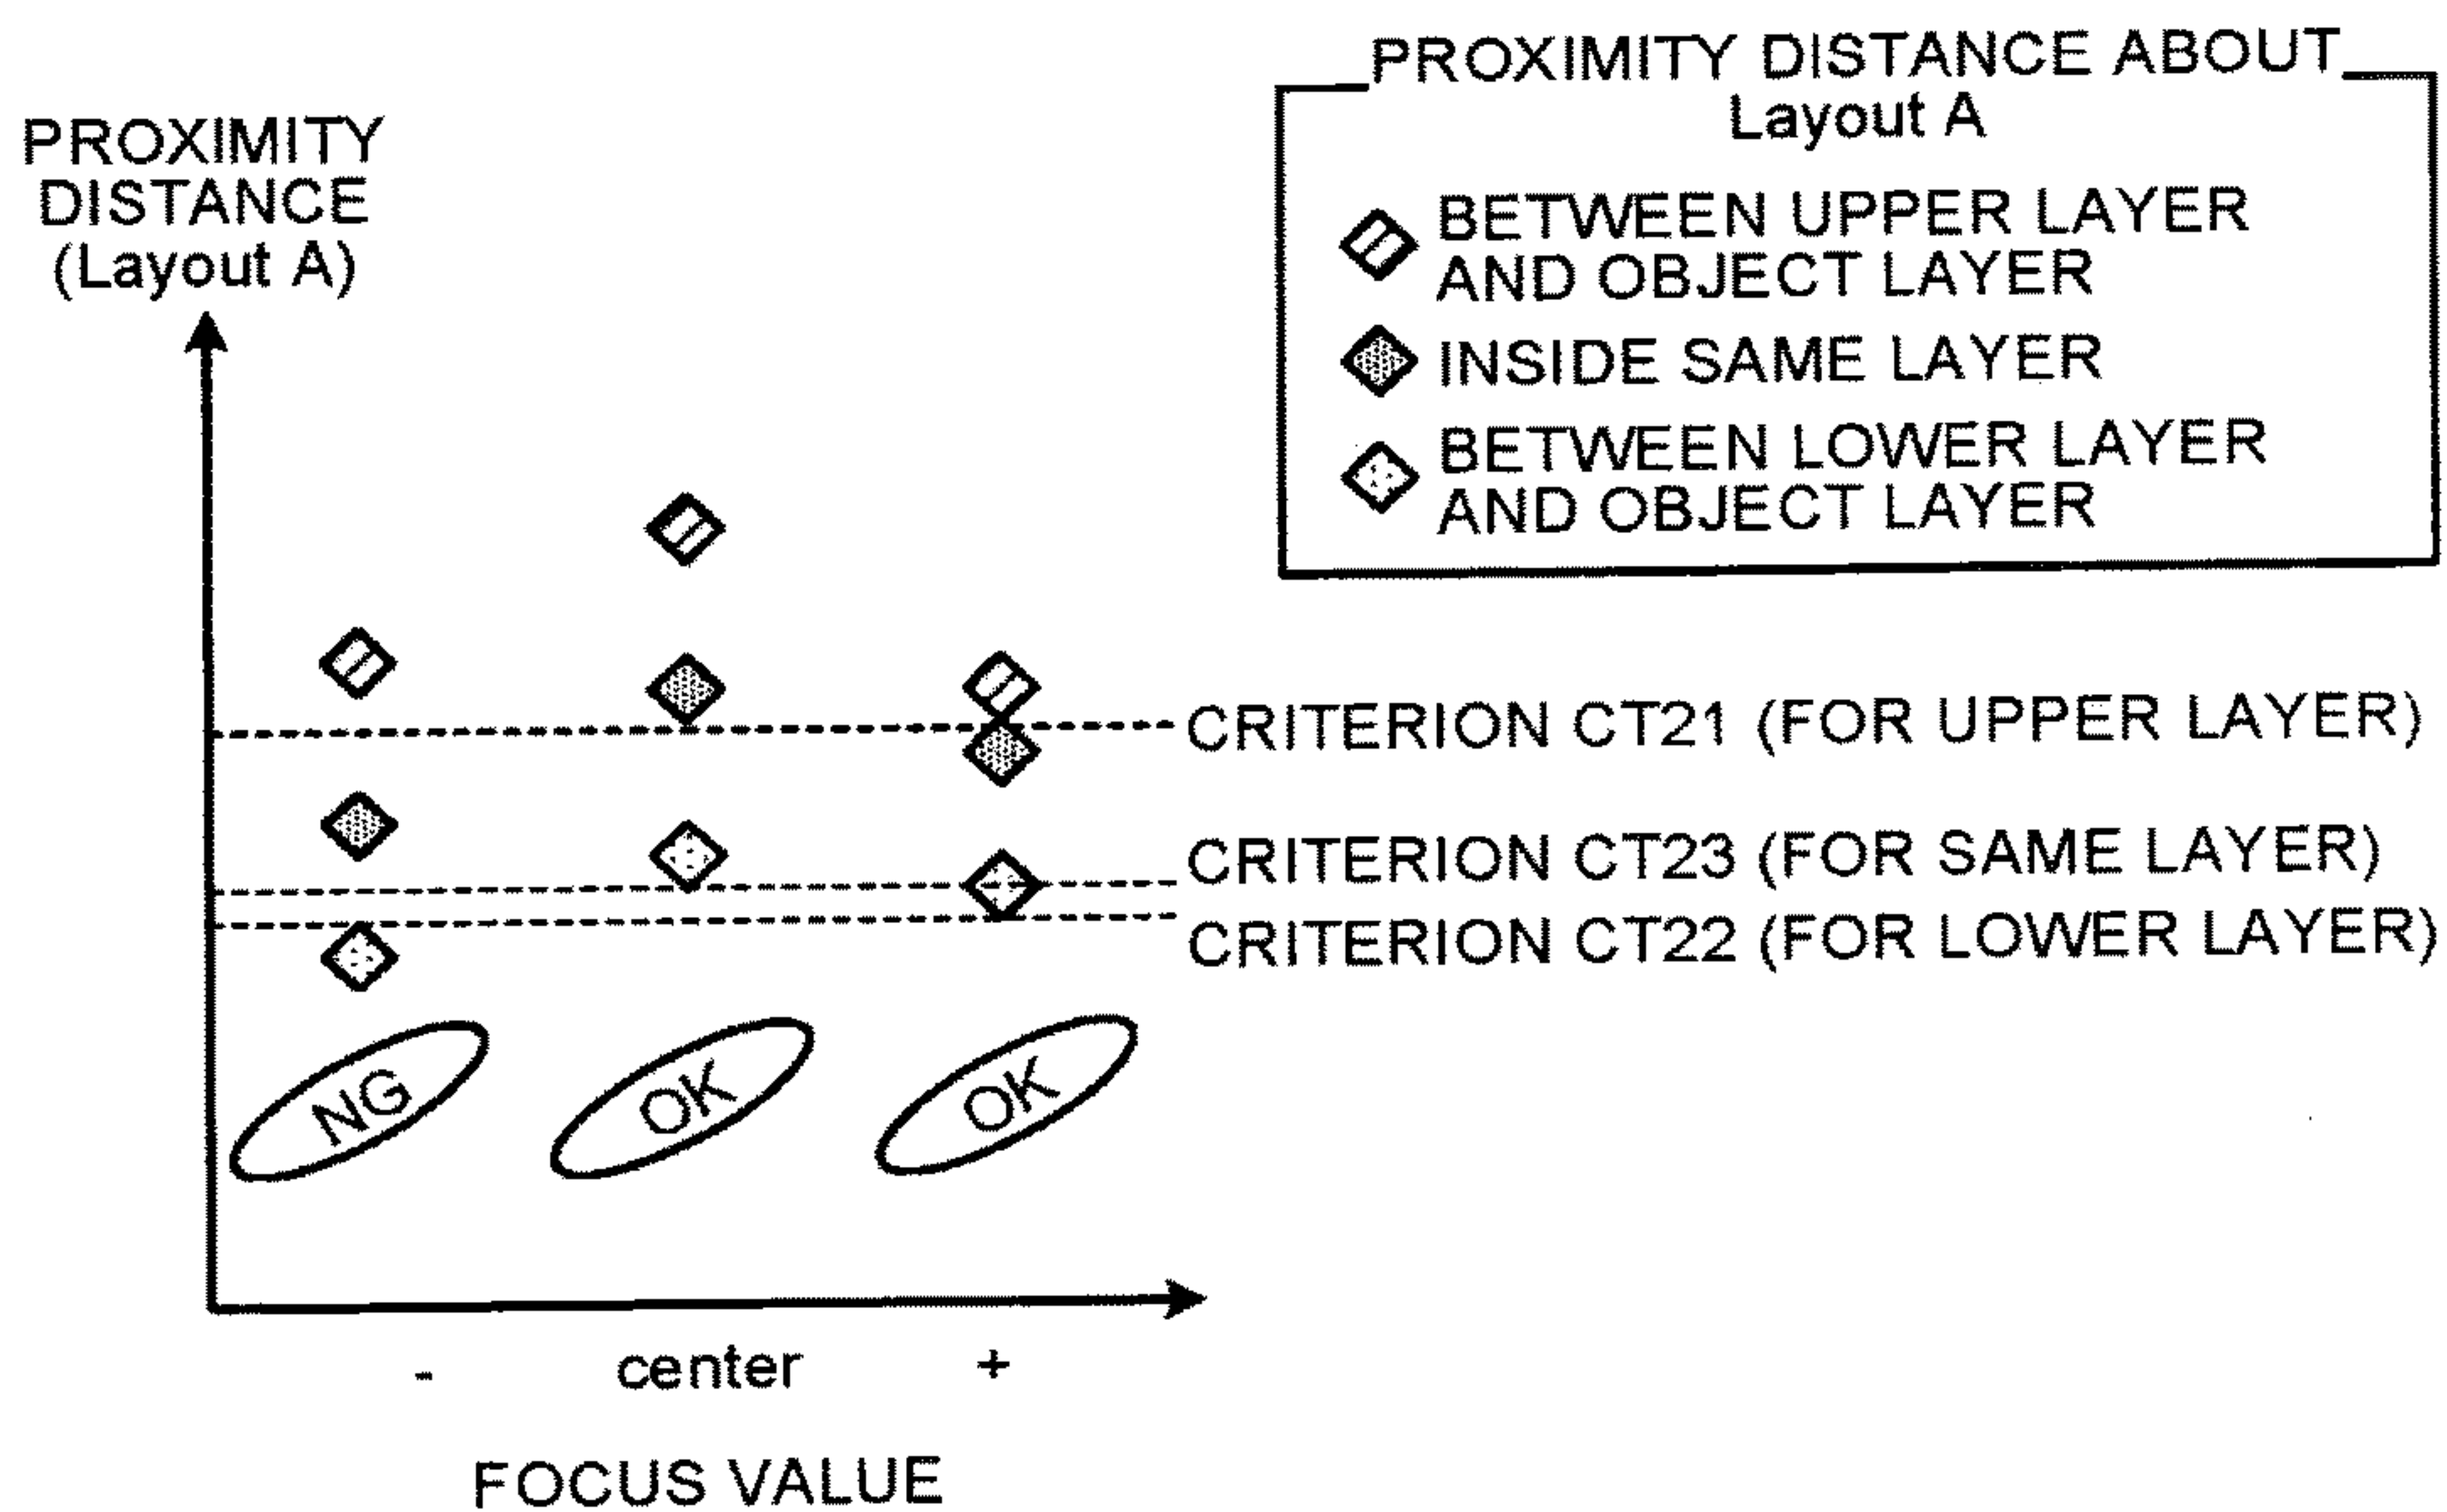 PROXIMITY DISTANCE ABOUT
Layout A
BETWEEN UPPER LAYER
AND OBJECT LAYER
INSIDE SAME LAYER
BETWEEN LOWER LAYER
AND OBJECT LAYER
PROXIMITY
DISTANCE
(Layout A)
CRITERION CT21 (FOR UPPER LAYER)
CRITERION CT23 (FOR SAME LAYER)
CRITERION CT22 (FOR LOWER LAYER)
NG OK OK
- center +
FOCUS VALUE